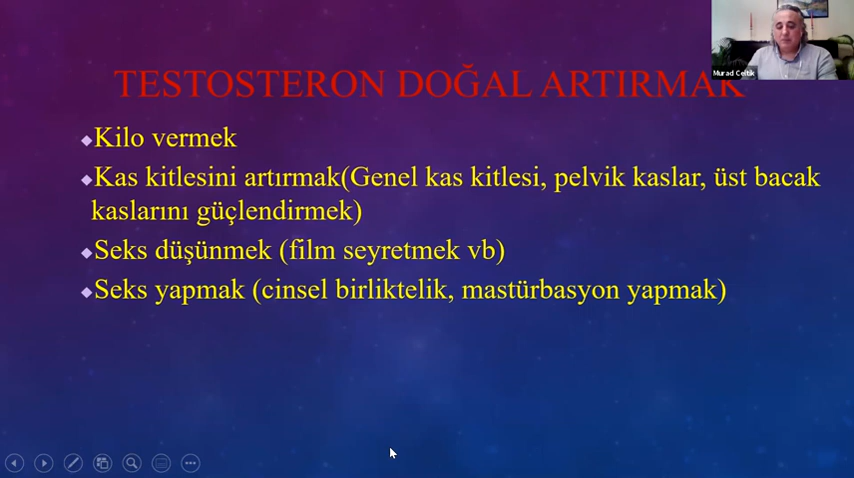 Murad Celtik
TESTOSTERON DOĞAL ARTIRMAK
Kilo vermek
Kas kitlesini artırmak(Genel kas kitlesi, pelvik kaslar, üst bacak
kaslarını güçlendirmek)
Seks düşünmek (film seyretmek vb)
Seks yapmak (cinsel birliktelik, mastürbasyon yapmak)